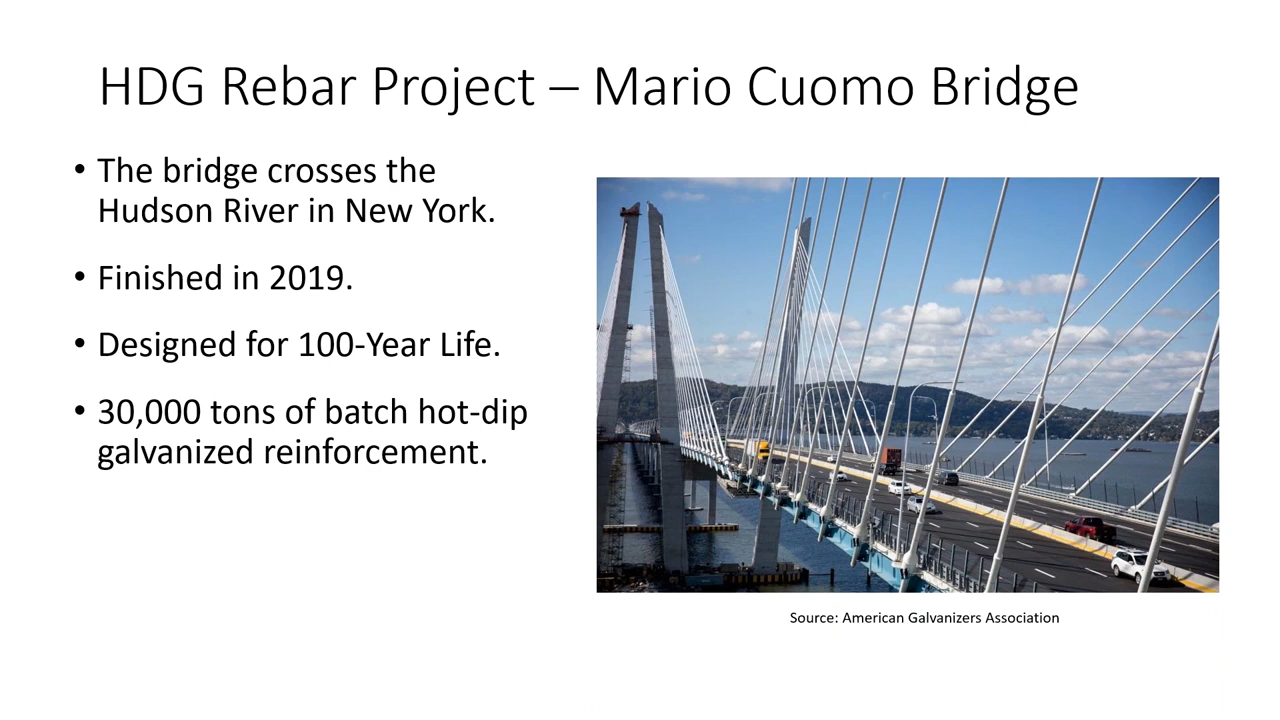 HDG Rebar Project – Mario Cuomo Bridge
• The bridge crosses the
Hudson River in New York.
• Finished in 2019.
• Designed for 100-Year Life.
• 30,000 tons of batch hot-dip
galvanized reinforcement.
Source: American Galvanizers Association